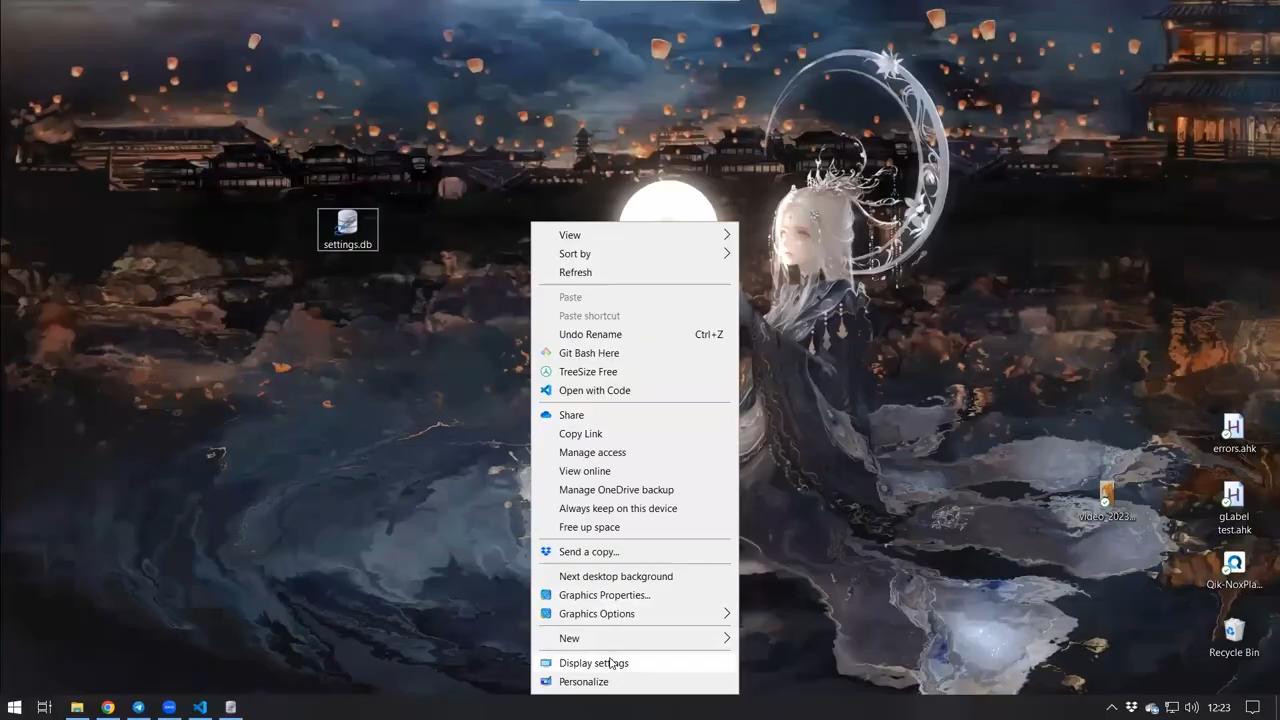 settings.db
View
Sort by
Refresh
Paste
Paste shortcut
Undo Rename Ctrl+Z
Git Bash Here
TreeSize Free
Open with Code
Share
Copy Link
Manage access
View online
Manage OneDrive backup
Always keep on this device
Free up space
Send a copy...
Next desktop background
Graphics Properties...
Graphics Options
New
Display settings
Personalize
errors.ahk
video_2023...
gLabel
test.ahk
Qik-NoxPla...
Recycle Bin
12:23